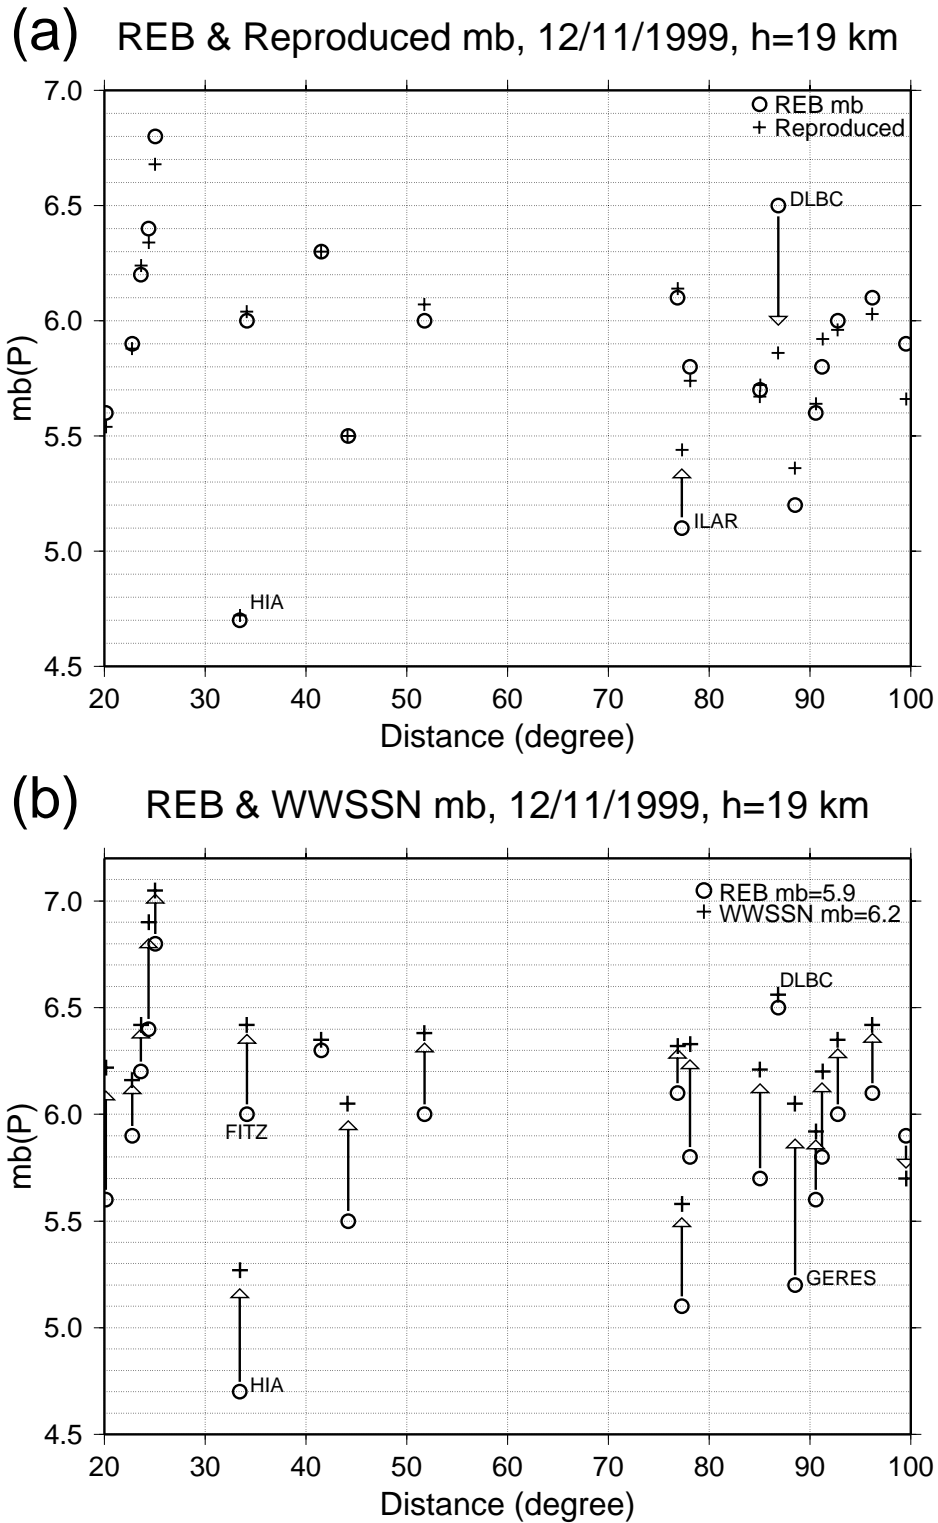 (a) REB & Reproduced mb, 12/11/1999, h=19 km
7.0
REB mb
Reproduced
6.5
DLBC
6.0
mb(P)
5.5
ILAR
5.0
HIA
4.5
20 30 40 50 60 70 80 90 100
Distance (degree)
(b) REB & WWSSN mb, 12/11/1999, h=19 km
7.0
REB mb=5.9
WWSSN mb=6.2
DLBC
6.5
6.0
FITZ
mb(P)
5.5
GERES
5.0
HIA
4.5
20 30 40 50 60 70 80 90 100
Distance (degree)